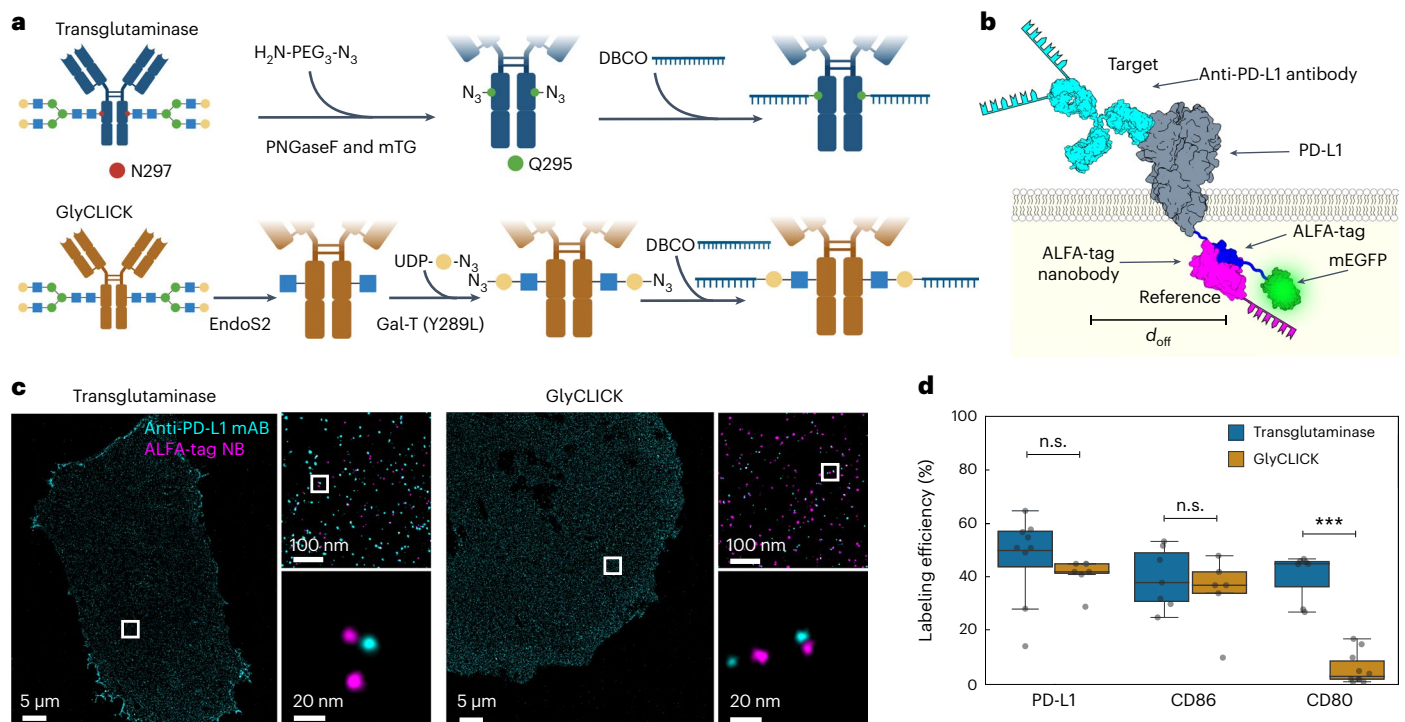 a
Transglutaminase
H₂N-PEG₃-N₃
PNGaseF and mTG
N297
N₃
N₃
Q295
DBCO
GlyCLICK
EndoS2
UDP- -N₃
Gal-T (Y289L)
N₃
N₃
DBCO
b
Target
Anti-PD-L1 antibody
PD-L1
ALFA-tag
ALFA-tag
nanobody
mEGFP
Reference
d_off
c
Transglutaminase
Anti-PD-L1 mAB
ALFA-tag NB
5 μm
100 nm
20 nm
GlyCLICK
5 μm
100 nm
20 nm
d
Labeling efficiency (%)
100
80
60
40
20
0
Transglutaminase
GlyCLICK
n.s.
n.s.
***
PD-L1
CD86
CD80